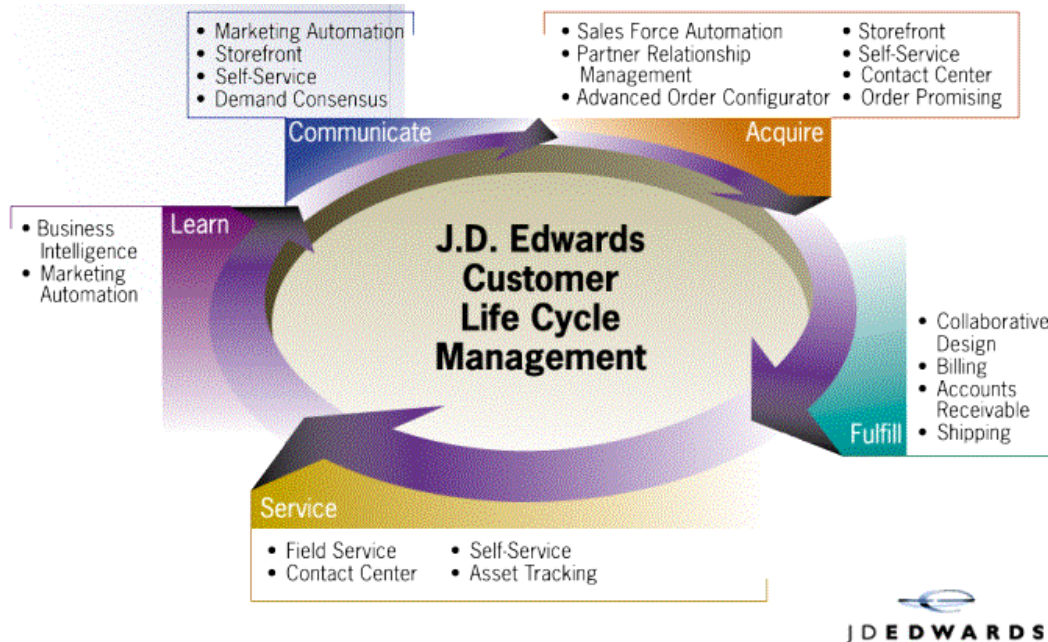 • Marketing Automation
• Storefront
• Self-Service
• Demand Consensus
Communicate
• Sales Force Automation
• Partner Relationship
Management
• Advanced Order Configurator
• Storefront
• Self-Service
• Contact Center
• Order Promising
Acquire
Learn
• Business
Intelligence
• Marketing
Automation
J.D. Edwards
Customer
Life Cycle
Management
• Collaborative
Design
• Billing
• Accounts
Receivable
• Shipping
Fulfill
Service
• Field Service
• Contact Center
• Self-Service
• Asset Tracking
JDEDWARDS